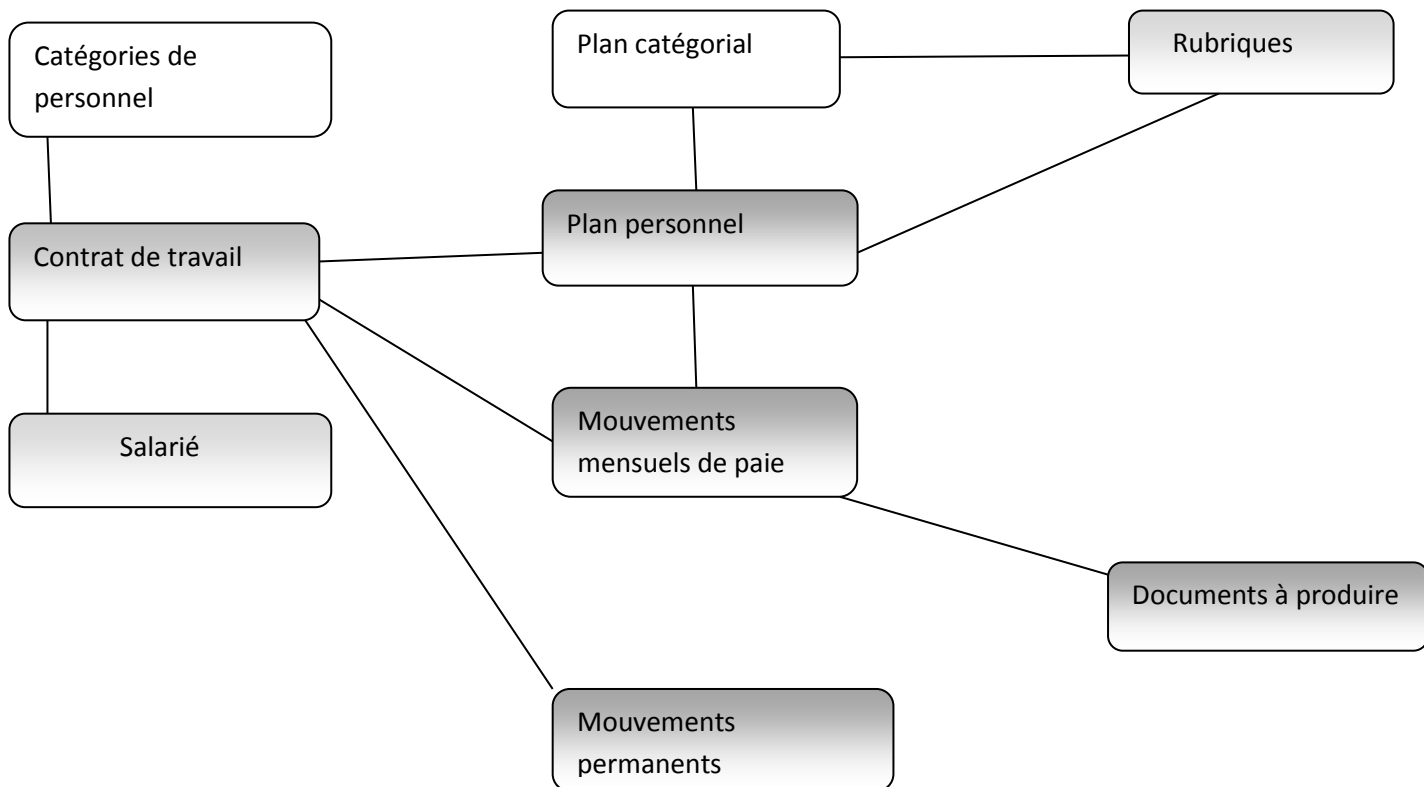 Catégories de
personnel
Plan catégorial
Rubriques
Contrat de travail
Plan personnel
Salarié
Mouvements
mensuels de paie
Documents à produire
Mouvements
permanents